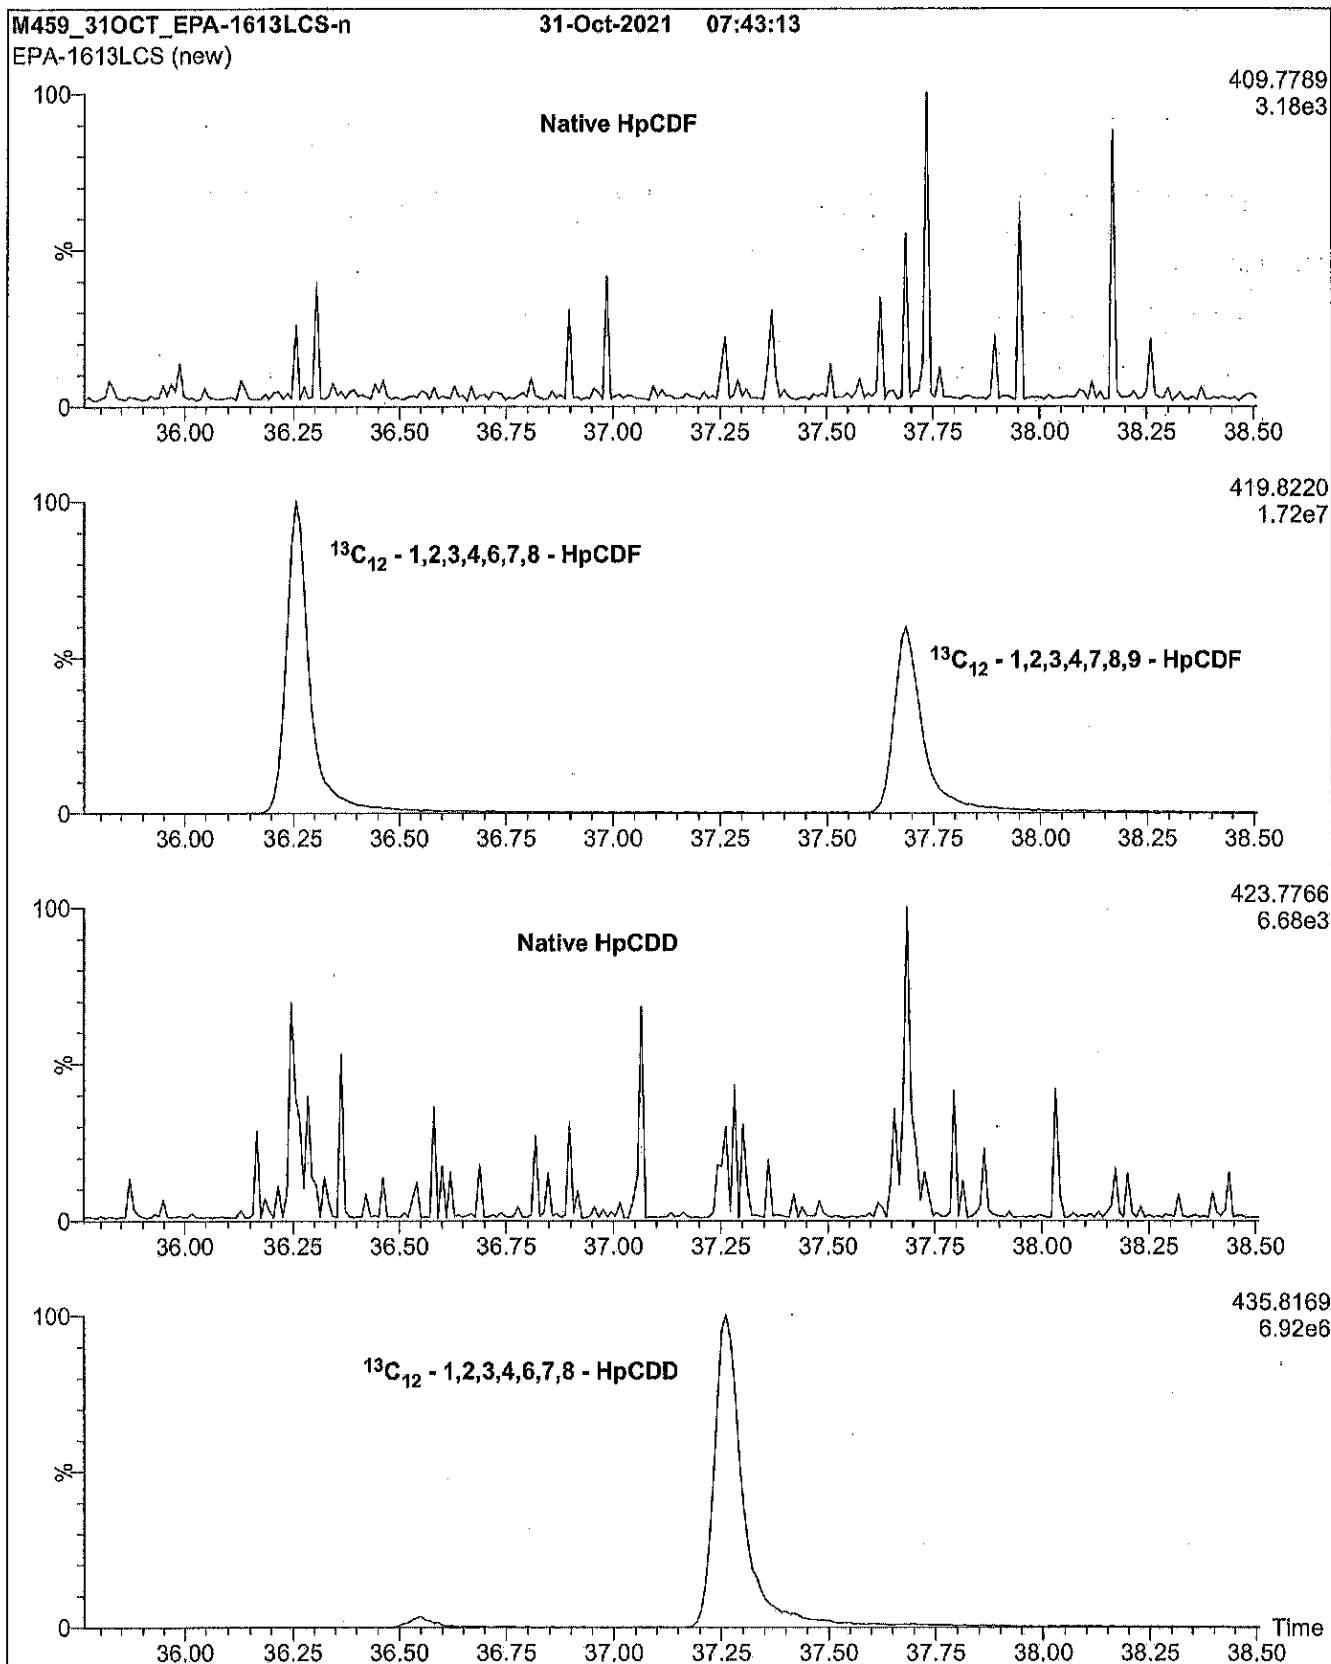 M459_31OCT_EPA-1613LCS-n 31-Oct-2021 07:43:13
EPA-1613LCS (new)
409.7789
3.18e3
100
Native HpCDF
%
0
36.00 36.25 36.50 36.75 37.00 37.25 37.50 37.75 38.00 38.25 38.50
419.8220
1.72e7
100
¹³C₁₂ - 1,2,3,4,6,7,8 - HpCDF
¹³C₁₂ - 1,2,3,4,7,8,9 - HpCDF
%
0
36.00 36.25 36.50 36.75 37.00 37.25 37.50 37.75 38.00 38.25 38.50
423.7766
6.68e3
100
Native HpCDD
%
0
36.00 36.25 36.50 36.75 37.00 37.25 37.50 37.75 38.00 38.25 38.50
435.8169
6.92e6
100
¹³C₁₂ - 1,2,3,4,6,7,8 - HpCDD
%
0
Time
36.00 36.25 36.50 36.75 37.00 37.25 37.50 37.75 38.00 38.25 38.50